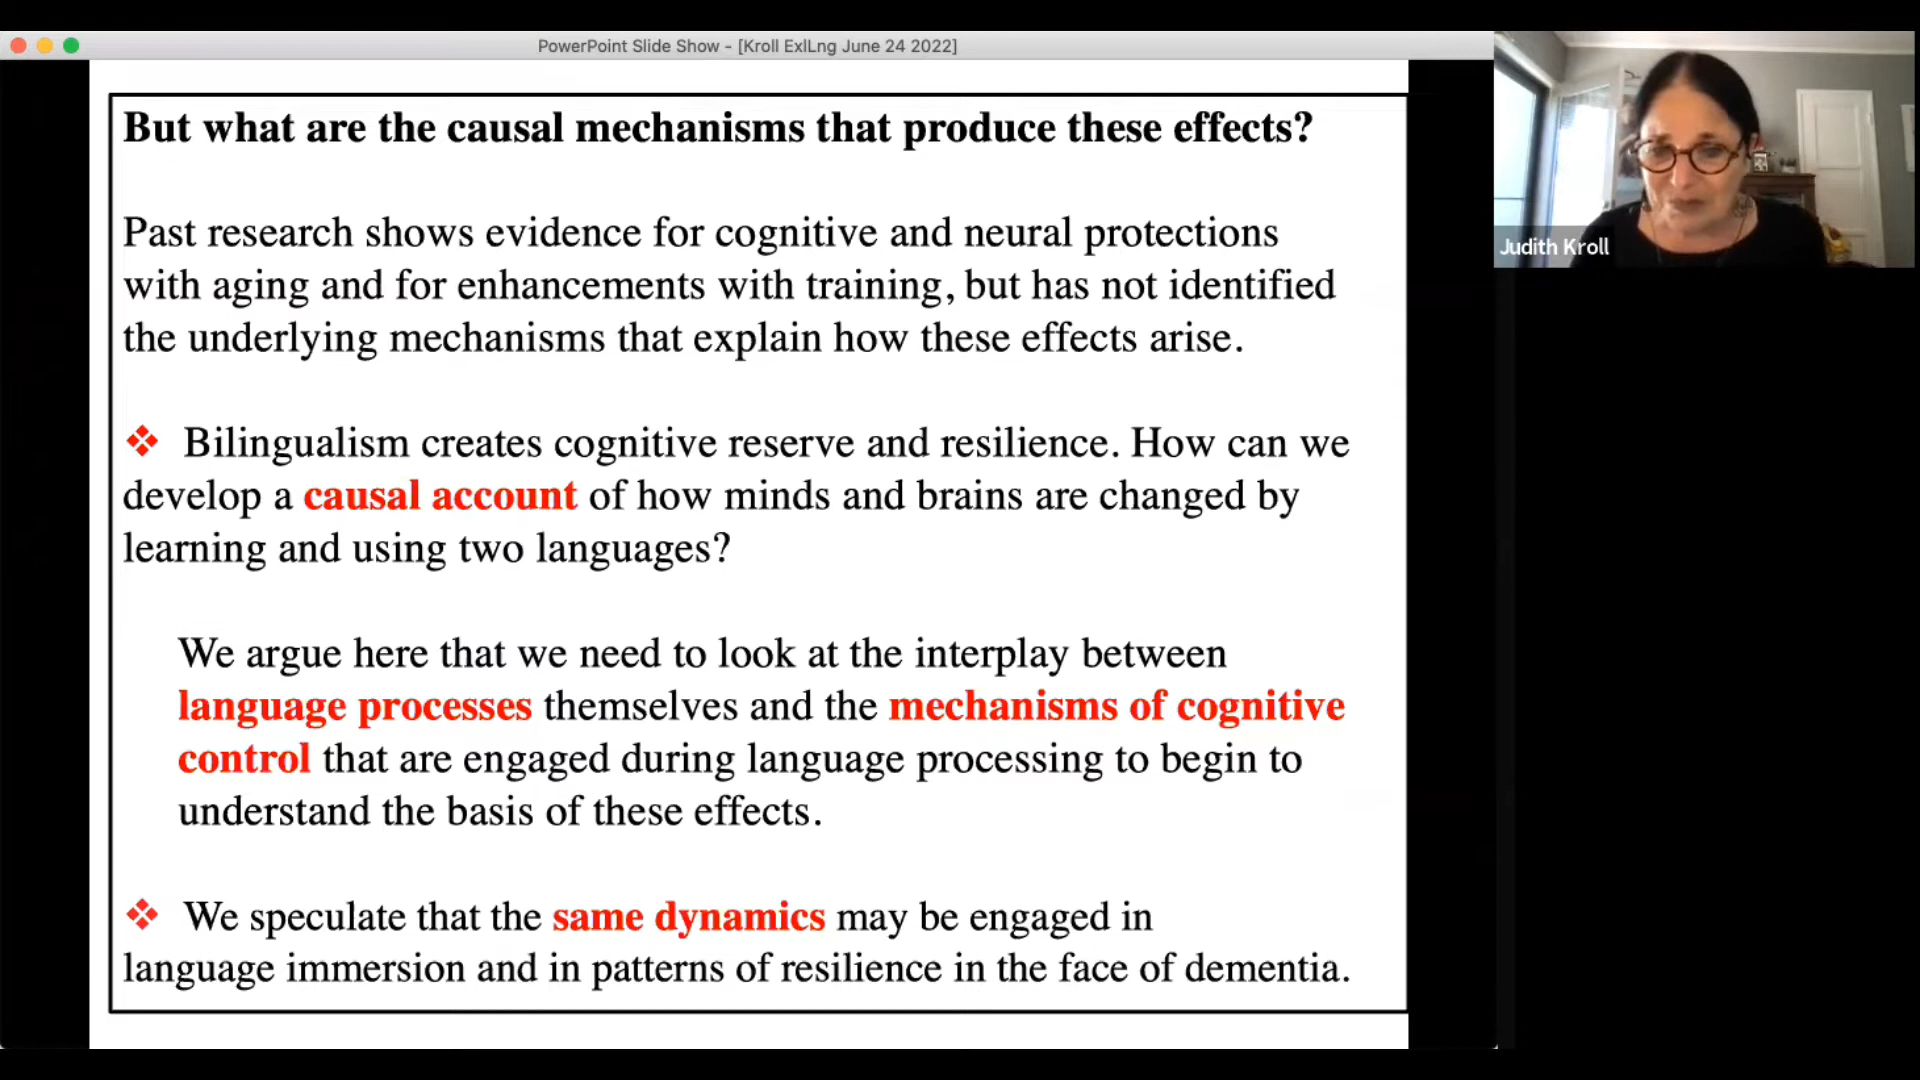 PowerPoint Slide Show - [Kroll ExlLng June 24 2022]
But what are the causal mechanisms that produce these effects?
Past research shows evidence for cognitive and neural protections
with aging and for enhancements with training, but has not identified
the underlying mechanisms that explain how these effects arise.
❖ Bilingualism creates cognitive reserve and resilience. How can we
develop a causal account of how minds and brains are changed by
learning and using two languages?
We argue here that we need to look at the interplay between
language processes themselves and the mechanisms of cognitive
control that are engaged during language processing to begin to
understand the basis of these effects.
❖ We speculate that the same dynamics may be engaged in
language immersion and in patterns of resilience in the face of dementia.
Judith Kroll